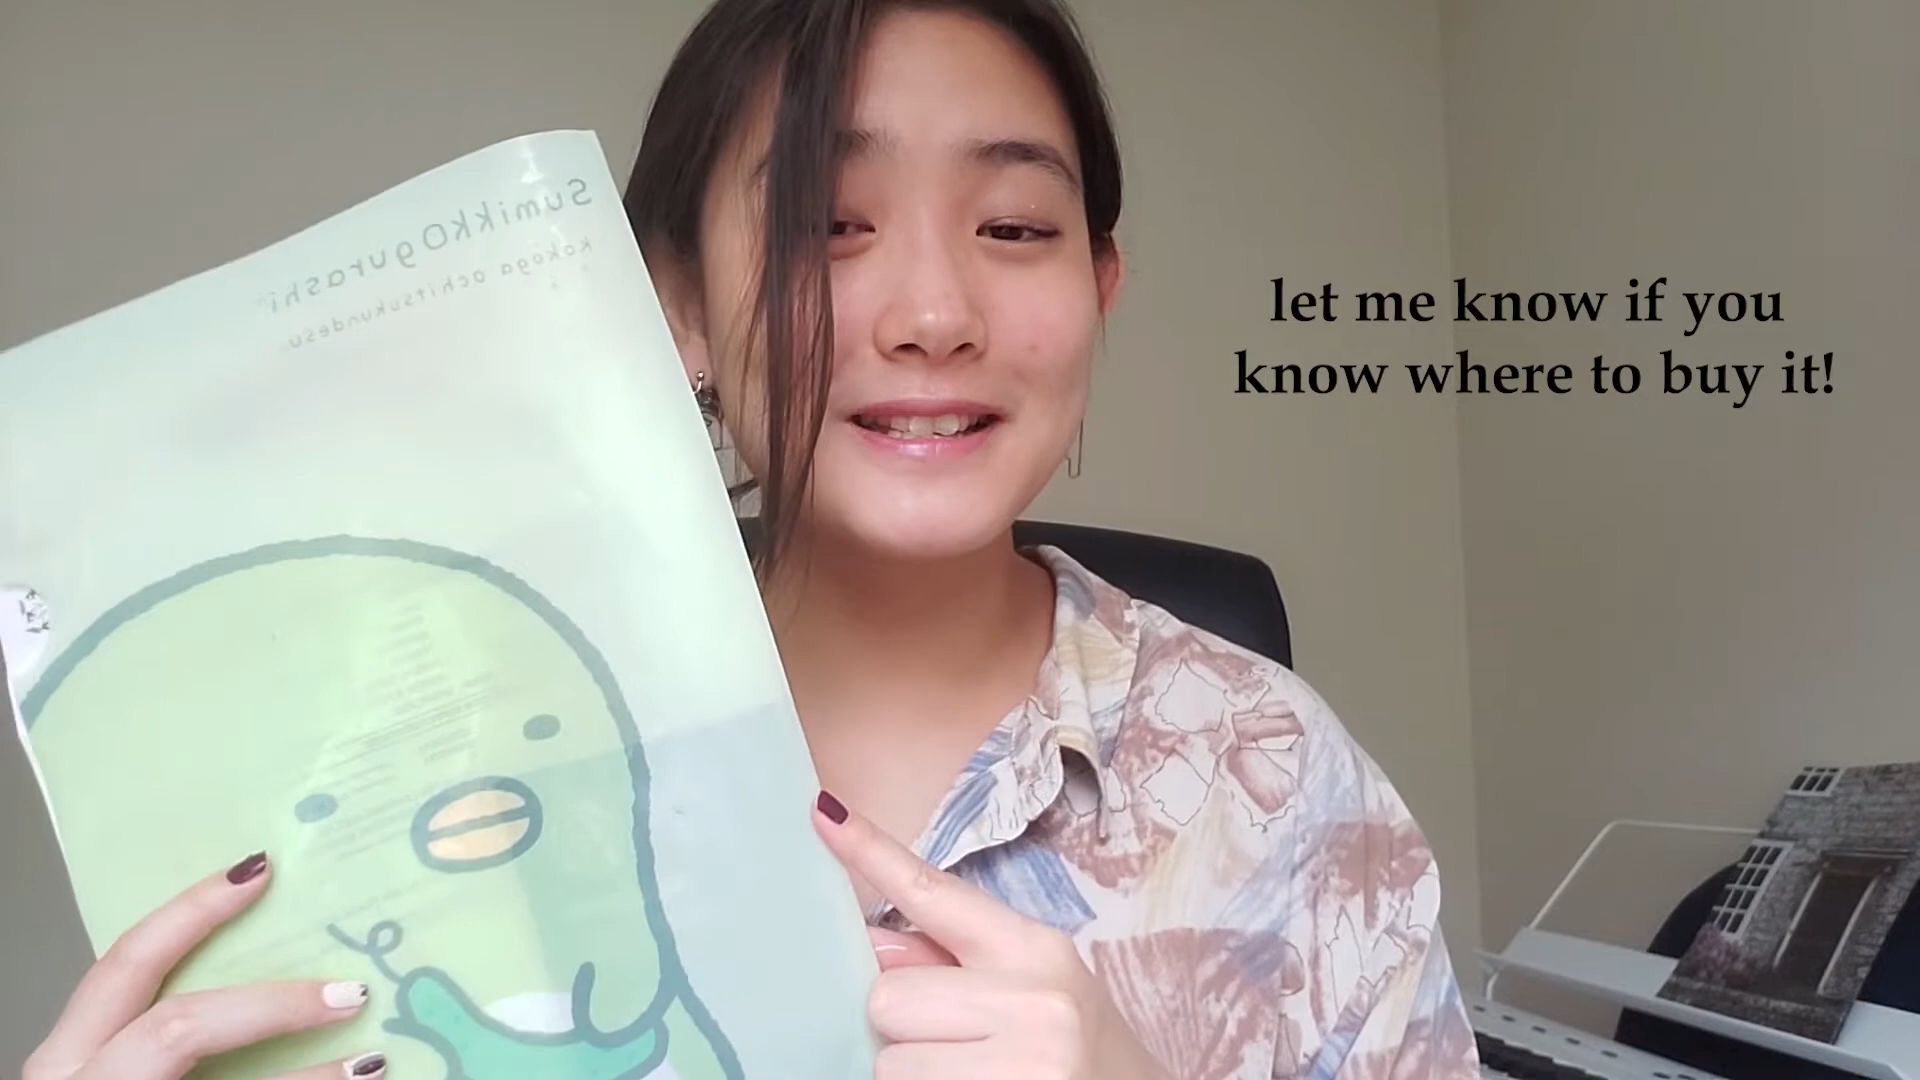 SumikkOgurashi
kokoga ochitsukundesu
let me know if you
know where to buy it!